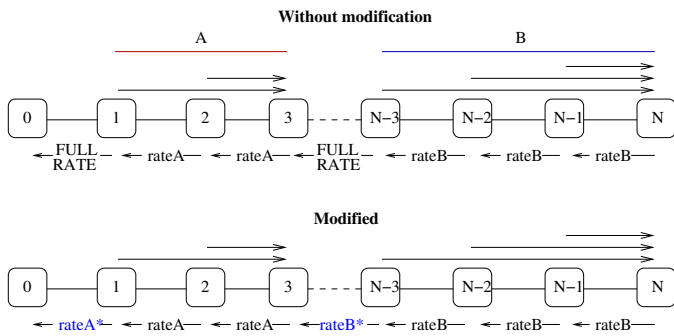 Without modification
A B
0 1 2 3 N−3 N−2 N−1 N
FULL RATE rateA rateA FULL RATE rateB rateB rateB
Modified
0 1 2 3 N−3 N−2 N−1 N
rateA* rateA rateA rateB* rateB rateB rateB